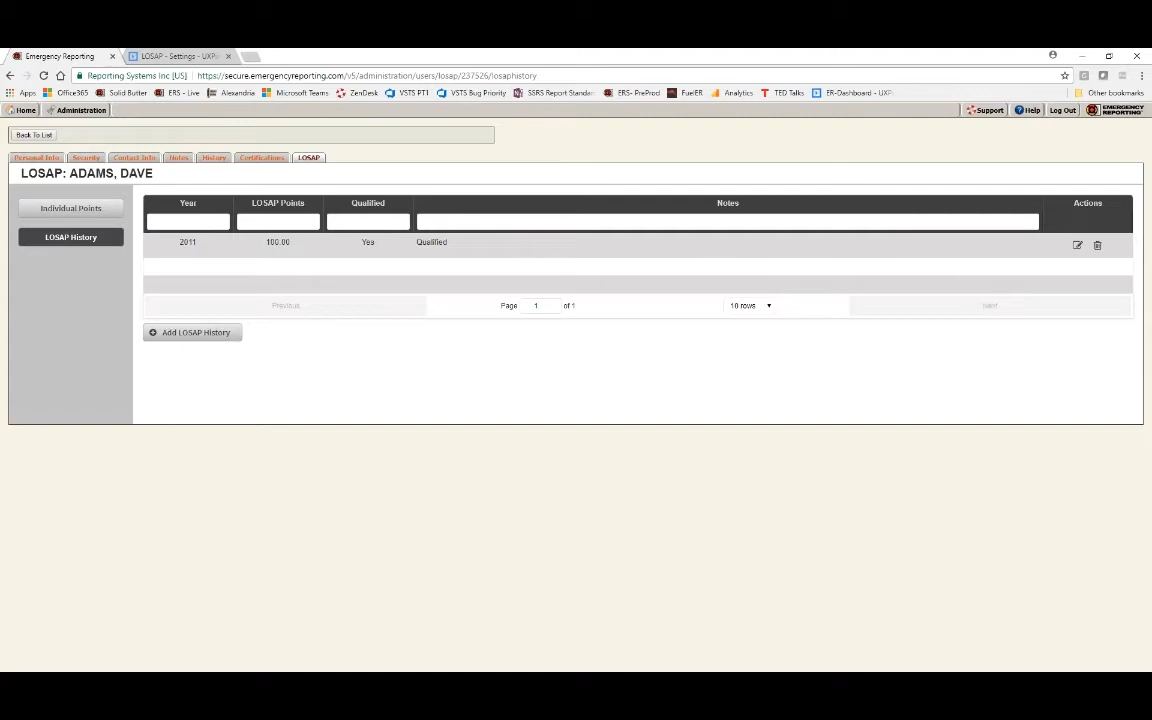 Emergency Reporting
LOSAP - Settings - UXP
Reporting Systems Inc [US] https://secure.emergencyreporting.com/v5/administration/users/losap/237526/losaphistory
Apps Office365 Solid Butter ERS - Live Alexandria Microsoft Teams ZenDesk VSTS PT1 VSTS Bug Priority SSRS Report Standar ERS- PreProd FuelER Analytics TED Talks ER-Dashboard - UXP Other bookmarks
Home Administration Support Help Log Out EMERGENCY REPORTING
Back To List
Personal Info Security Contact Info Notes History Certifications LOSAP
LOSAP: ADAMS, DAVE
Individual Points
LOSAP History
Year LOSAP Points Qualified Notes Actions
2011 100.00 Yes Qualified
Previous Page 1 of 1 10 rows Next
Add LOSAP History